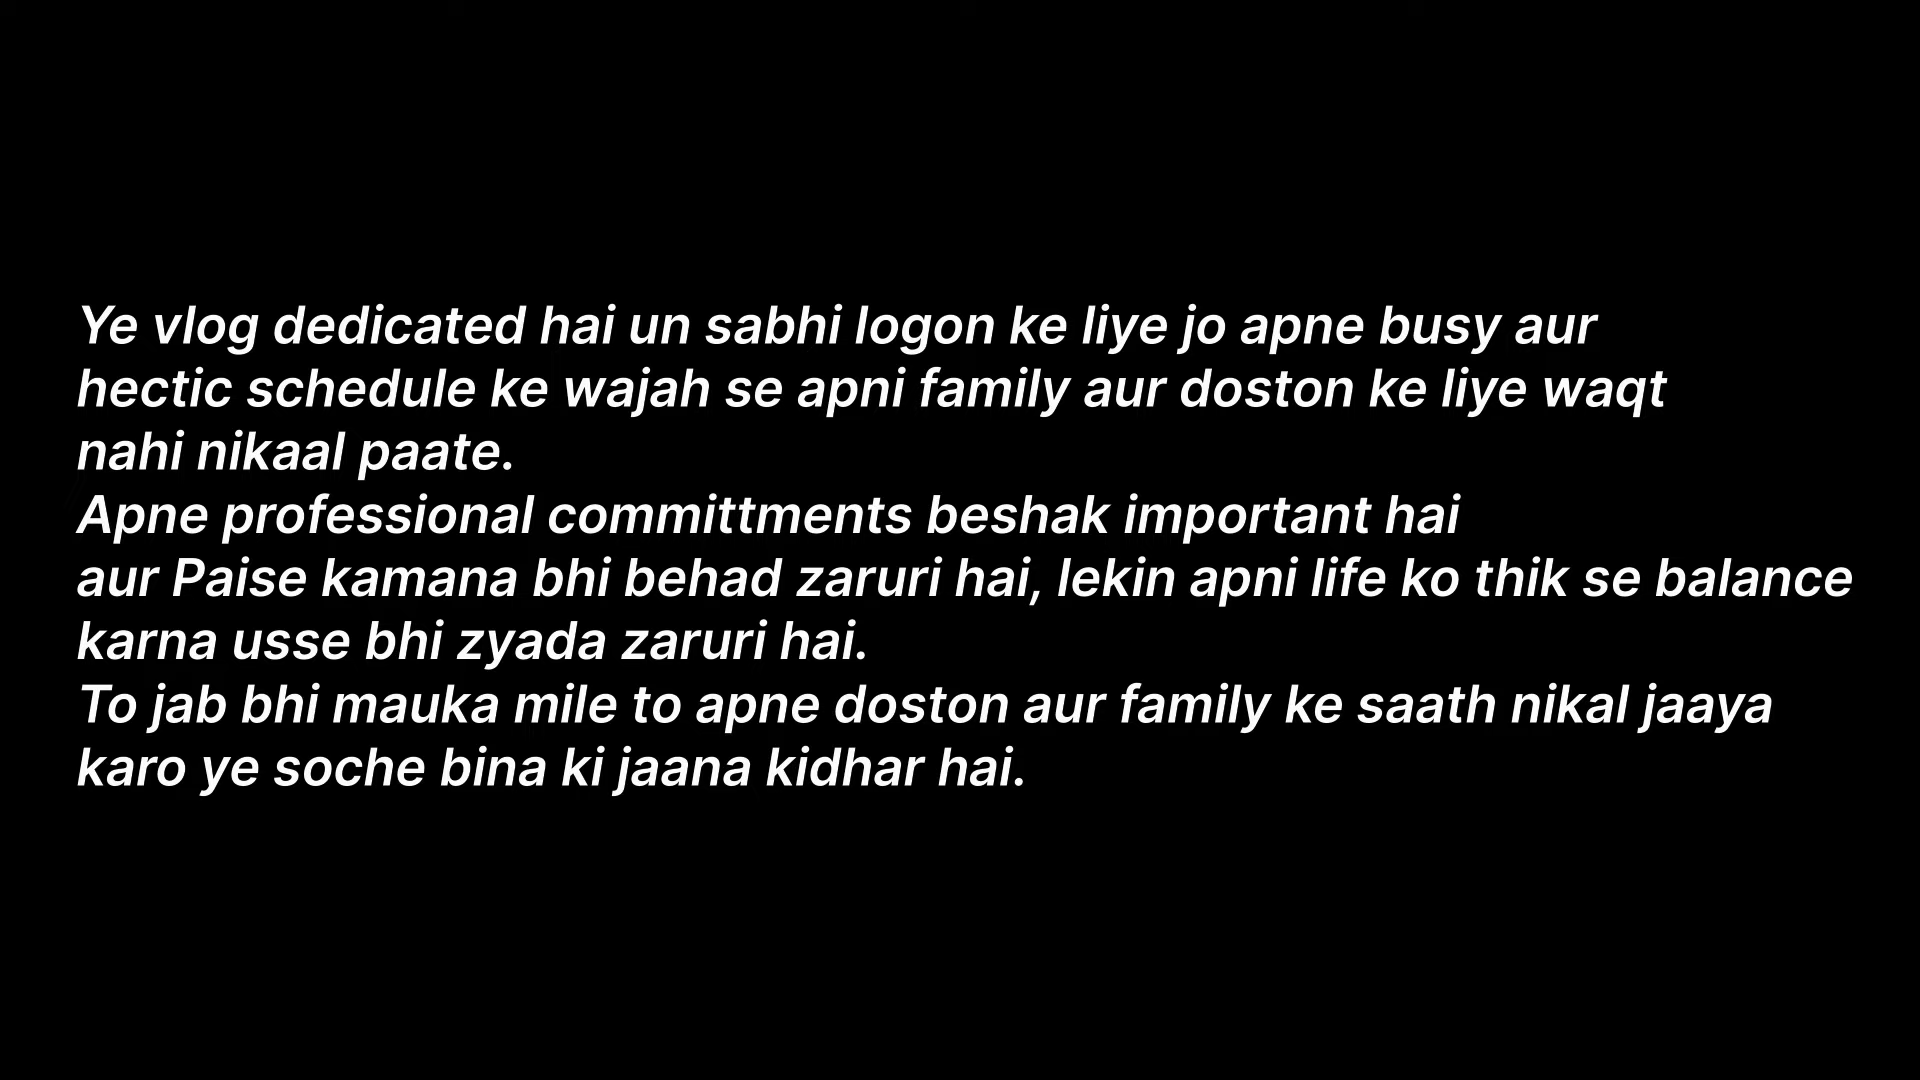 Ye vlog dedicated hai un sabhi logon ke liye jo apne busy aur
hectic schedule ke wajah se apni family aur doston ke liye waqt
nahi nikaal paate.
Apne professional committments beshak important hai
aur Paise kamana bhi behad zaruri hai, lekin apni life ko thik se balance
karna usse bhi zyada zaruri hai.
To jab bhi mauka mile to apne doston aur family ke saath nikal jaaya
karo ye soche bina ki jaana kidhar hai.